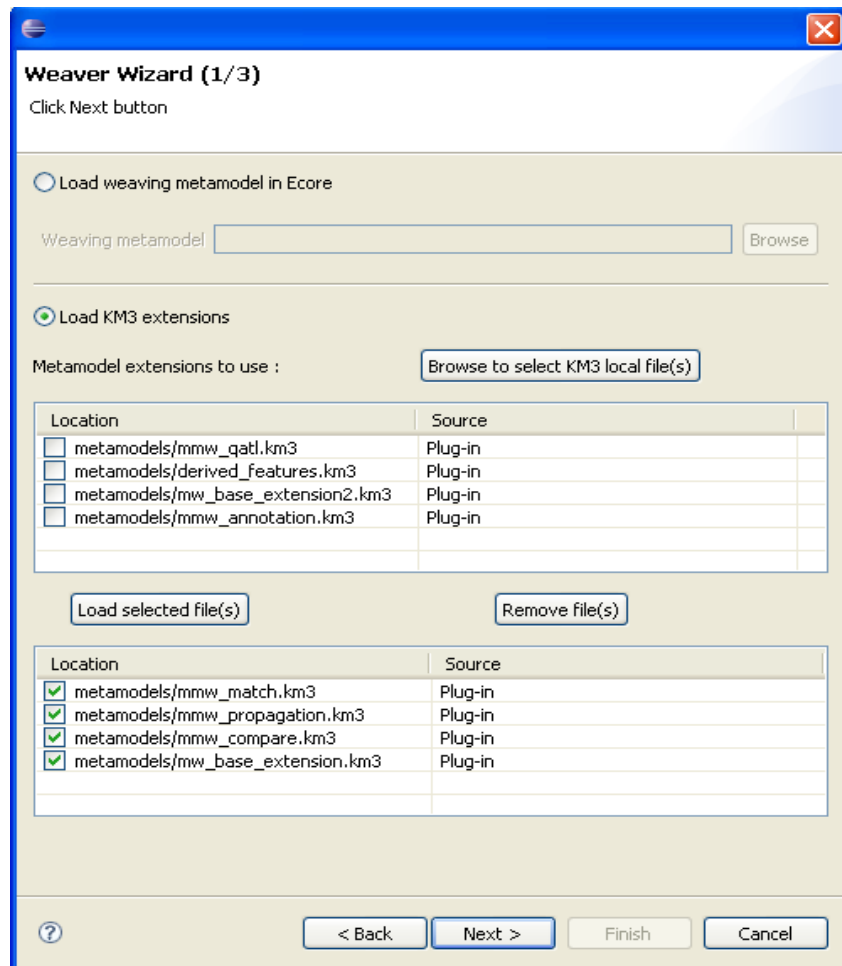 Weaver Wizard (1/3)
Click Next button
Load weaving metamodel in Ecore
Weaving metamodel Browse
Load KM3 extensions
Metamodel extensions to use : Browse to select KM3 local file(s)
Location Source
metamodels/mmw_qatl.km3 Plug-in
metamodels/derived_features.km3 Plug-in
metamodels/mw_base_extension2.km3 Plug-in
metamodels/mmw_annotation.km3 Plug-in
Load selected file(s) Remove file(s)
Location Source
metamodels/mmw_match.km3 Plug-in
metamodels/mmw_propagation.km3 Plug-in
metamodels/mmw_compare.km3 Plug-in
metamodels/mw_base_extension.km3 Plug-in
? < Back Next > Finish Cancel